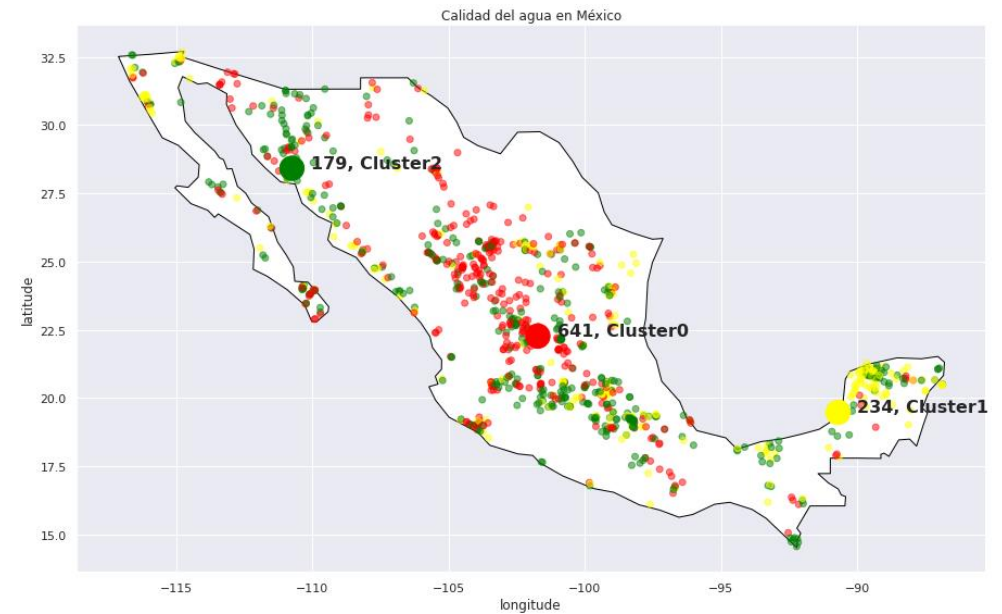 Calidad del agua en México
32.5
30.0
27.5
25.0
22.5
20.0
17.5
15.0
latitude
179, Cluster2
641, Cluster0
234, Cluster1
−115
−110
−105
−100
−95
−90
longitude